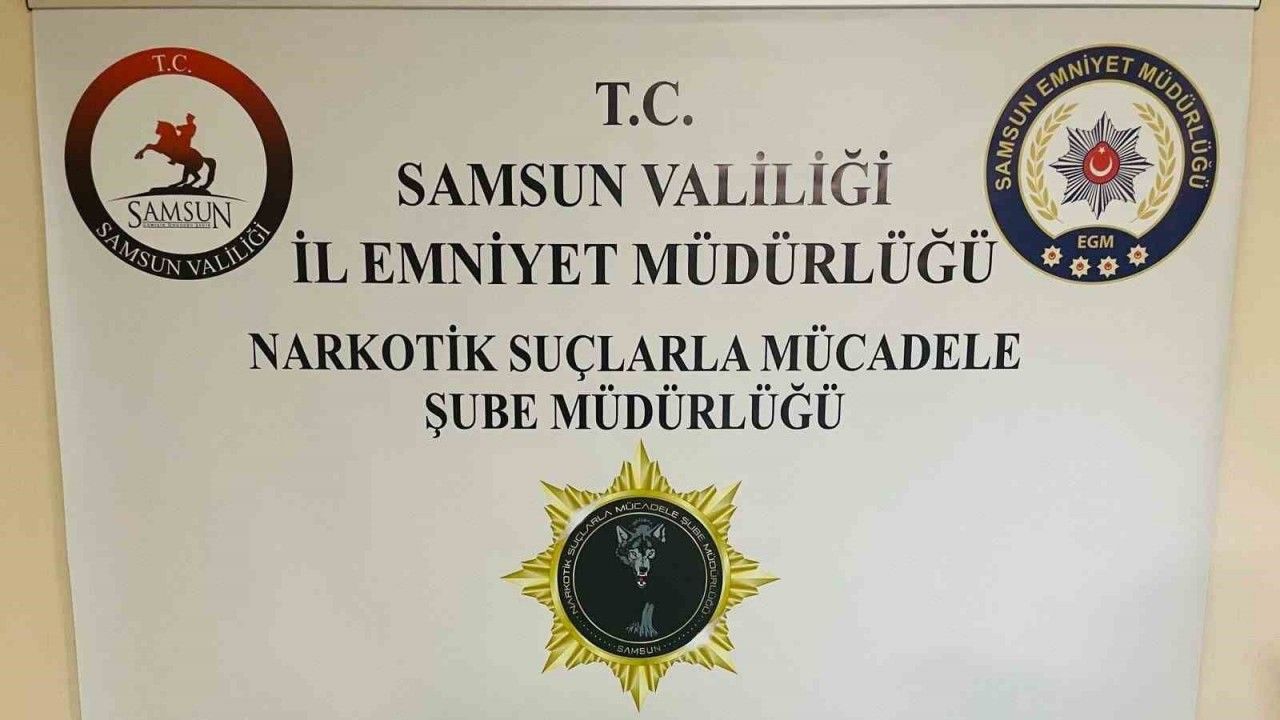 T.C.
SAMSUN VALİLİĞİ
İL EMNİYET MÜDÜRLÜĞÜ
NARKOTİK SUÇLARLA MÜCADELE
ŞUBE MÜDÜRLÜĞÜ
T.C.
SAMSUN
SAMSUN VALİLİĞİ
SAMSUN EMNİYET MÜDÜRLÜĞÜ
EGM
NARKOTİK SUÇLARLA MÜCADELE ŞUBE MÜDÜRLÜĞÜ
SAMSUN